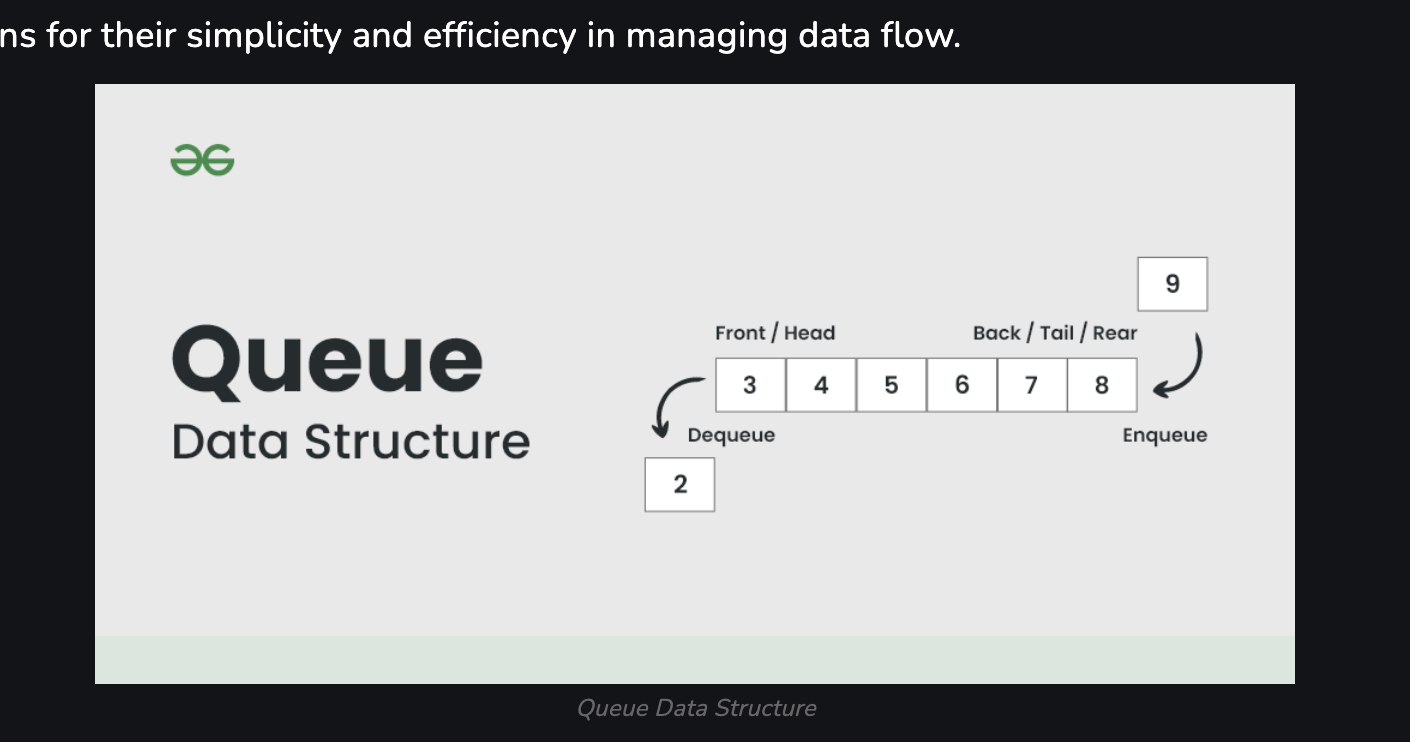 ns for their simplicity and efficiency in managing data flow.
Queue
Data Structure
9
Front / Head
Back / Tail / Rear
3 4 5 6 7 8
Dequeue
Enqueue
2
Queue Data Structure